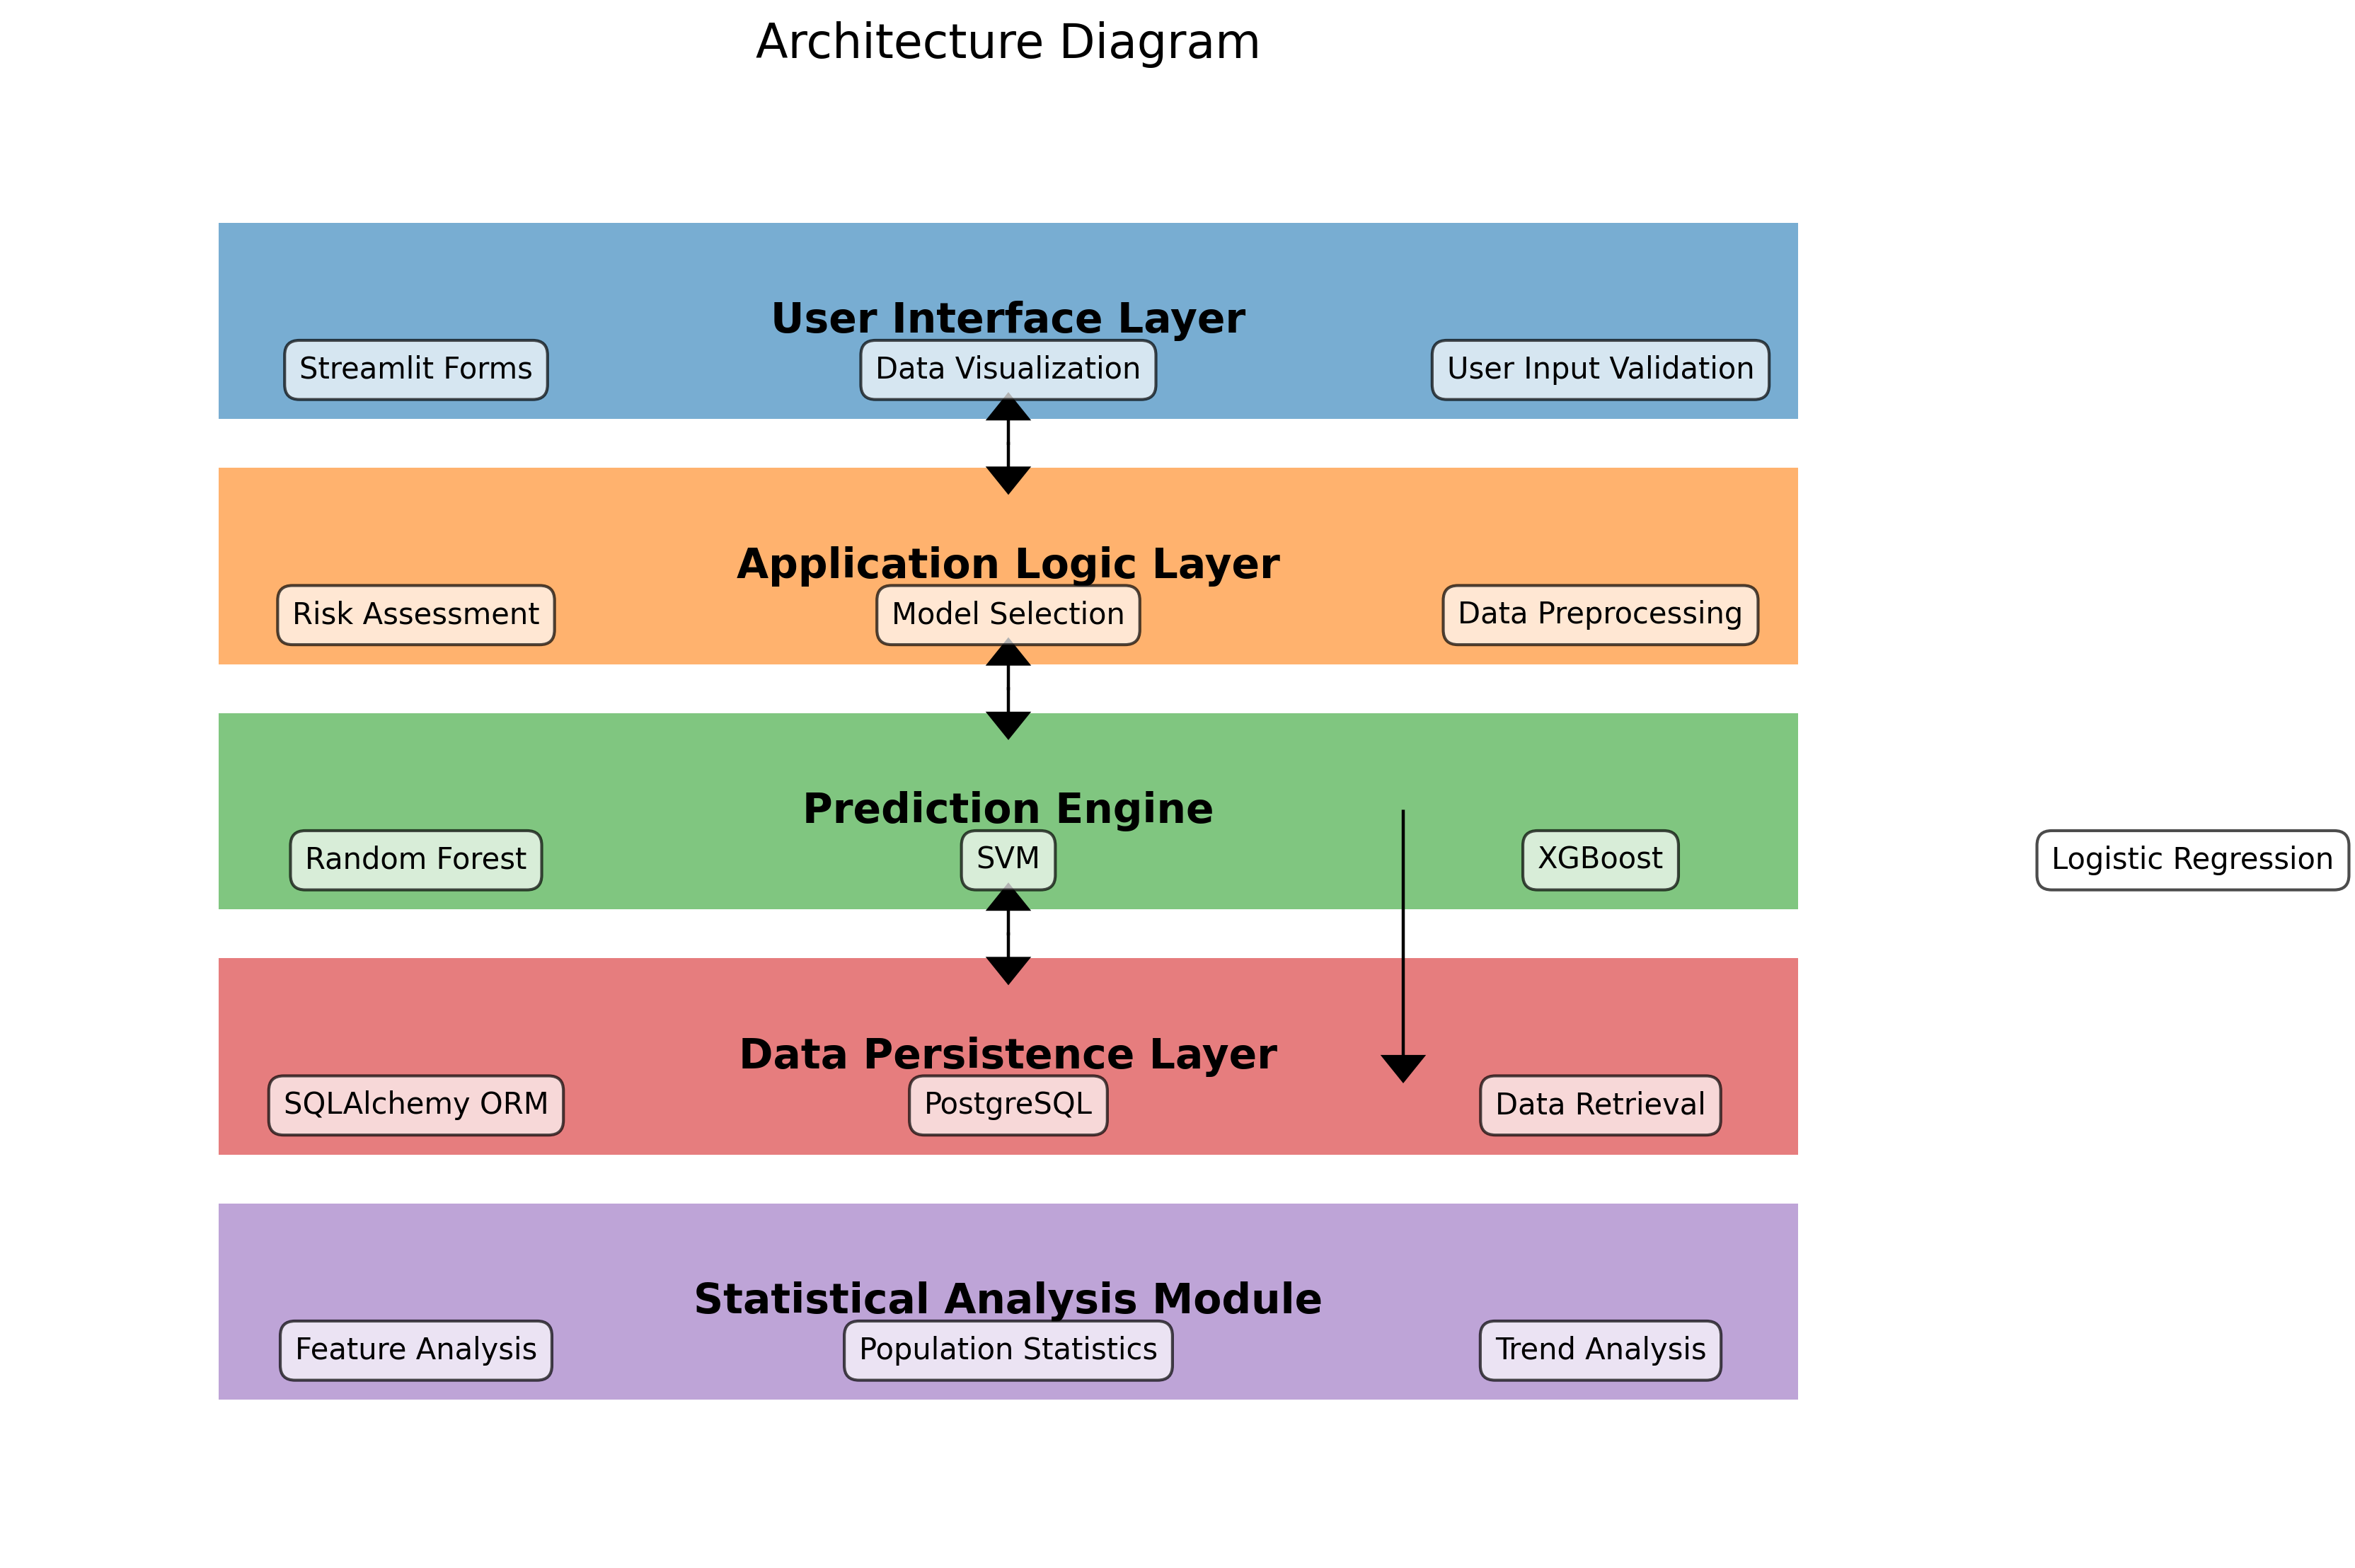 Architecture Diagram
User Interface Layer
Streamlit Forms
Data Visualization
User Input Validation
Application Logic Layer
Risk Assessment
Model Selection
Data Preprocessing
Prediction Engine
Random Forest
SVM
XGBoost
Logistic Regression
Data Persistence Layer
SQLAlchemy ORM
PostgreSQL
Data Retrieval
Statistical Analysis Module
Feature Analysis
Population Statistics
Trend Analysis